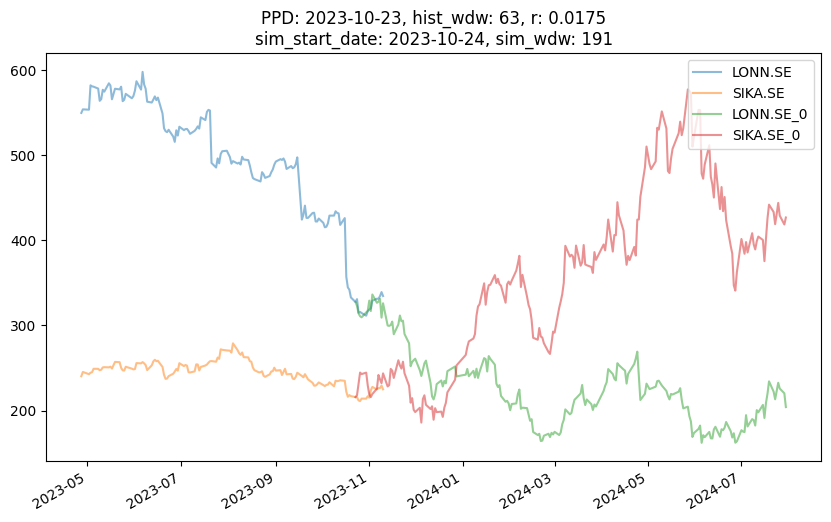 PPD: 2023-10-23, hist_wdw: 63, r: 0.0175
sim_start_date: 2023-10-24, sim_wdw: 191
LONN.SE
SIKA.SE
LONN.SE_0
SIKA.SE_0
600
500
400
300
200
2023-05
2023-07
2023-09
2023-11
2024-01
2024-03
2024-05
2024-07